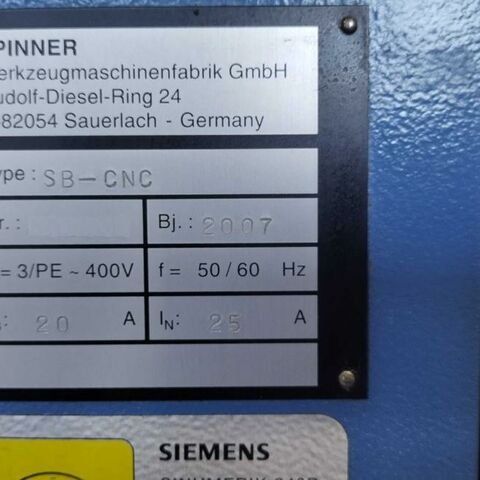 PINNER
erkzeugmaschinenfabrik GmbH
udolf-Diesel-Ring 24
82054 Sauerlach - Germany
ype : SB-CNC
r. :
Bj. : 2007
= 3/PE ~ 400V
f = 50 / 60 Hz
: 20 A
IN: 25 A
SIEMENS